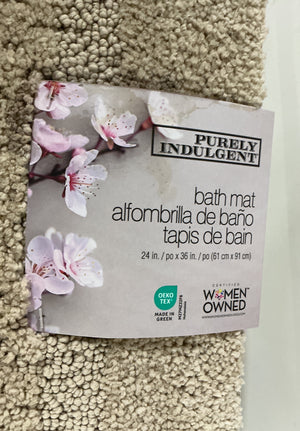 PURELY
INDULGENT
bath mat
alfombrilla de baño
tapis de bain
24 in. / po x 36 in. / po (61 cm x 91 cm)
OEKO
TEX
MADE IN
GREEN
CERTIFIED
WOMEN
OWNED